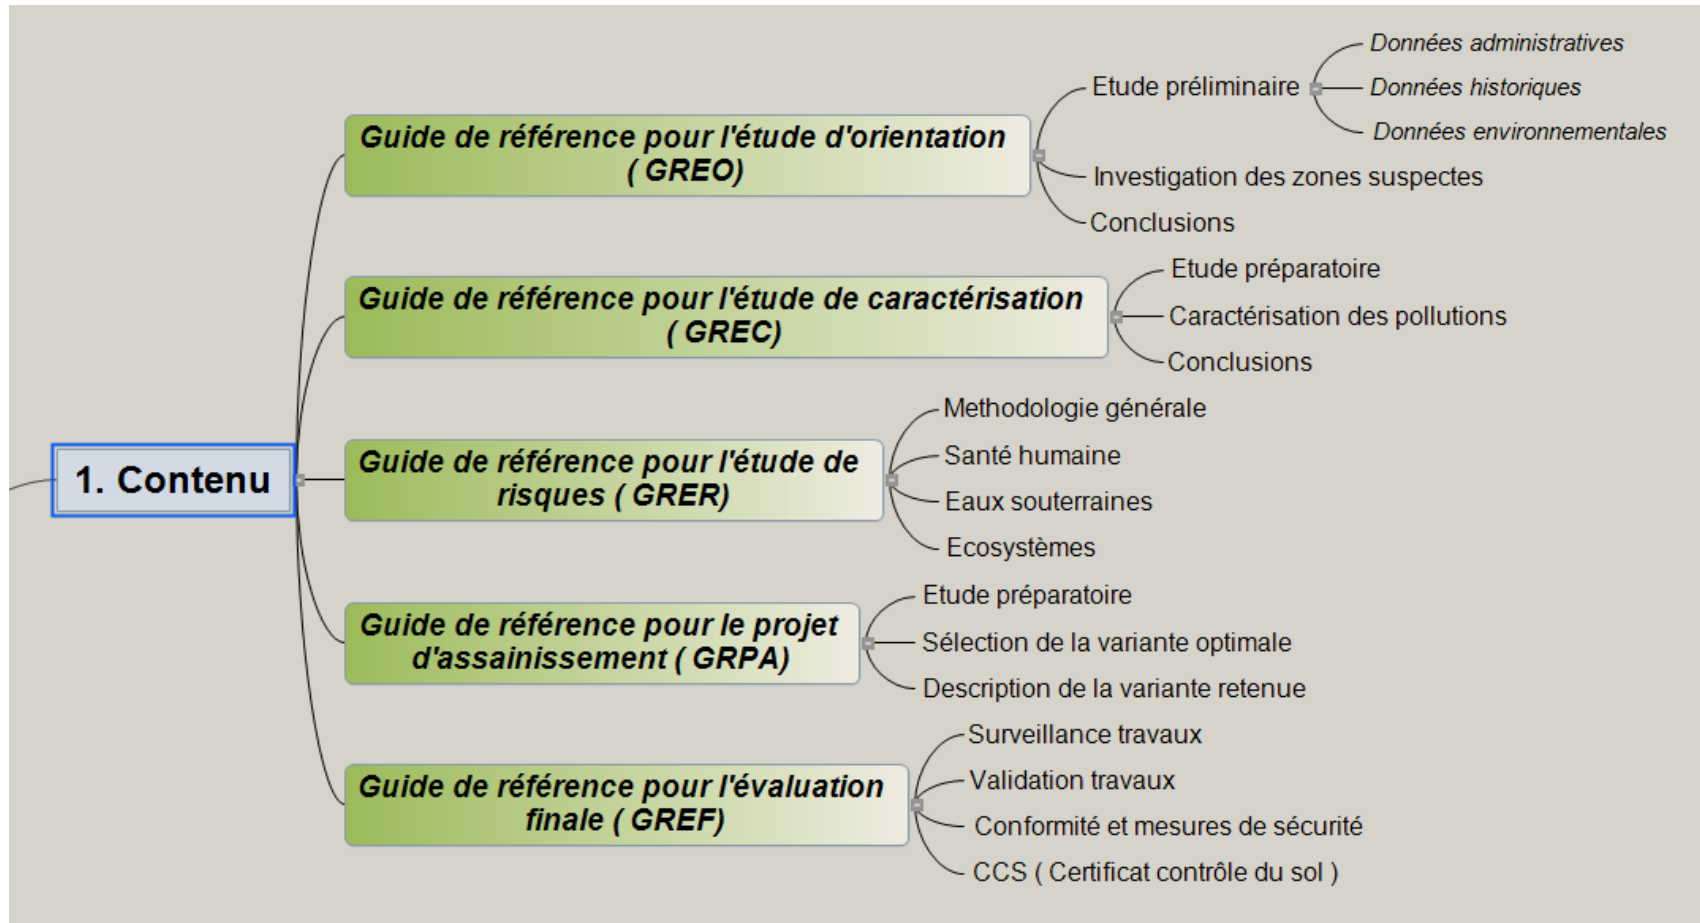 1. Contenu
Guide de référence pour l'étude d'orientation
( GREO)
Etude préliminaire
Données administratives
Données historiques
Données environnementales
Investigation des zones suspectes
Conclusions
Guide de référence pour l'étude de caractérisation
( GREC)
Etude préparatoire
Caractérisation des pollutions
Conclusions
Guide de référence pour l'étude de
risques ( GRER)
Methodologie générale
Santé humaine
Eaux souterraines
Ecosystèmes
Guide de référence pour le projet
d'assainissement ( GRPA)
Etude préparatoire
Sélection de la variante optimale
Description de la variante retenue
Guide de référence pour l'évaluation
finale ( GREF)
Surveillance travaux
Validation travaux
Conformité et mesures de sécurité
CCS ( Certificat contrôle du sol )